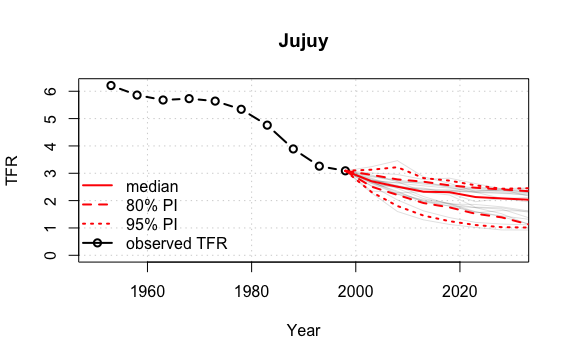 Jujuy
TFR
6
5
4
3
2
1
0
median
80% PI
95% PI
observed TFR
1960 1980 2000 2020
Year